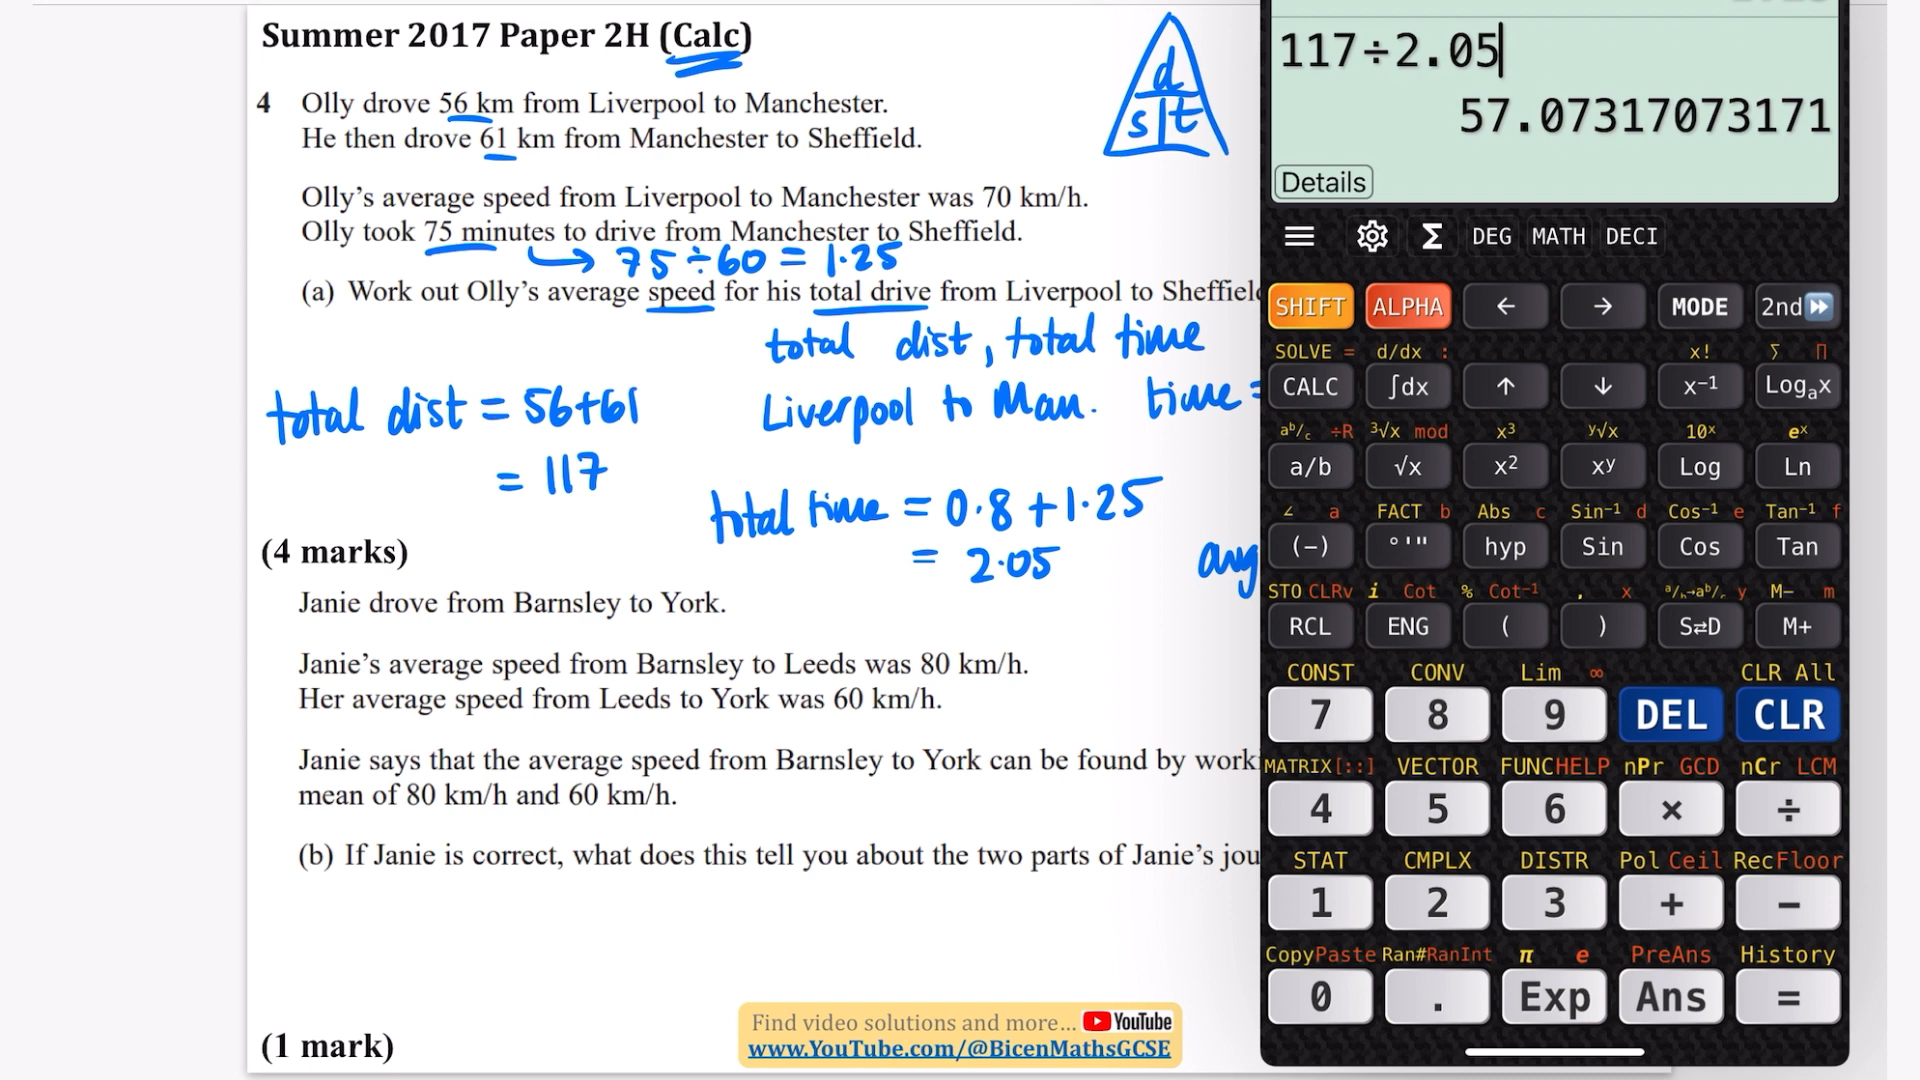 Summer 2017 Paper 2H (Calc)
4 Olly drove 56 km from Liverpool to Manchester.
He then drove 61 km from Manchester to Sheffield.
d
s t
Olly's average speed from Liverpool to Manchester was 70 km/h.
Olly took 75 minutes to drive from Manchester to Sheffield.
75 ÷ 60 = 1.25
(a) Work out Olly's average speed for his total drive from Liverpool to
total dist, total time
total dist = 56+61
= 117
Liverpool to Man. time =
total time = 0.8 + 1.25
= 2.05
avg
(4 marks)
Janie drove from Barnsley to York.
Janie's average speed from Barnsley to Leeds was 80 km/h.
Her average speed from Leeds to York was 60 km/h.
Janie says that the average speed from Barnsley to York can be found by
mean of 80 km/h and 60 km/h.
(b) If Janie is correct, what does this tell you about the two parts of Janie's
(1 mark)
Find video solutions and more... YouTube
www.YouTube.com/@BicenMathsGCSE
117÷2.05
57.07317073171
Details
Σ DEG MATH DECI
SHIFT ALPHA ← → MODE 2nd
SOLVE = d/dx : x! ∑ ∏
CALC ∫dx ↑ ↓ x⁻¹ Logₐx
aᵇ/c ÷R ³√x mod x³ ʸ√x 10ˣ eˣ
a/b √x x² xʸ Log Ln
∠ a FACT b Abs c Sin⁻¹ d Cos⁻¹ e Tan⁻¹ f
(−) °'" hyp Sin Cos Tan
STO CLRv i Cot % Cot⁻¹ , x y M− m
RCL ENG ( ) S⇄D M+
CONST CONV Lim ∞ CLR All
7 8 9 DEL CLR
MATRIX[::] VECTOR FUNCHELP nPr GCD nCr LCM
4 5 6 × ÷
STAT CMPLX DISTR Pol Ceil RecFloor
1 2 3 + −
CopyPaste Ran#RanInt π e PreAns History
0 . Exp Ans =